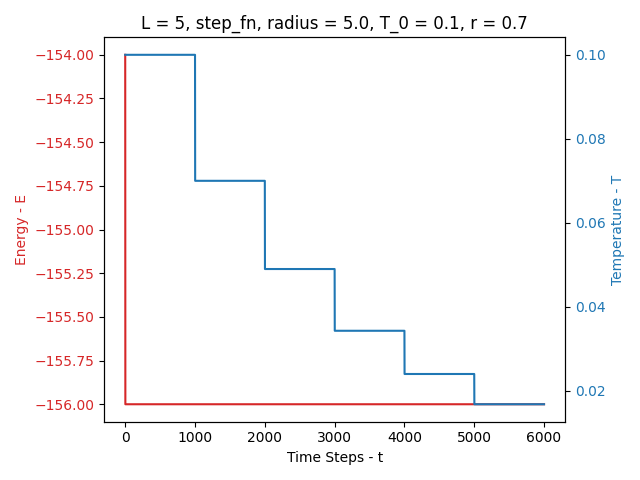 L = 5, step_fn, radius = 5.0, T_0 = 0.1, r = 0.7
−154.00
−154.25
−154.50
−154.75
−155.00
−155.25
−155.50
−155.75
−156.00
Energy - E
0.10
0.08
0.06
0.04
0.02
Temperature - T
0 1000 2000 3000 4000 5000 6000
Time Steps - t